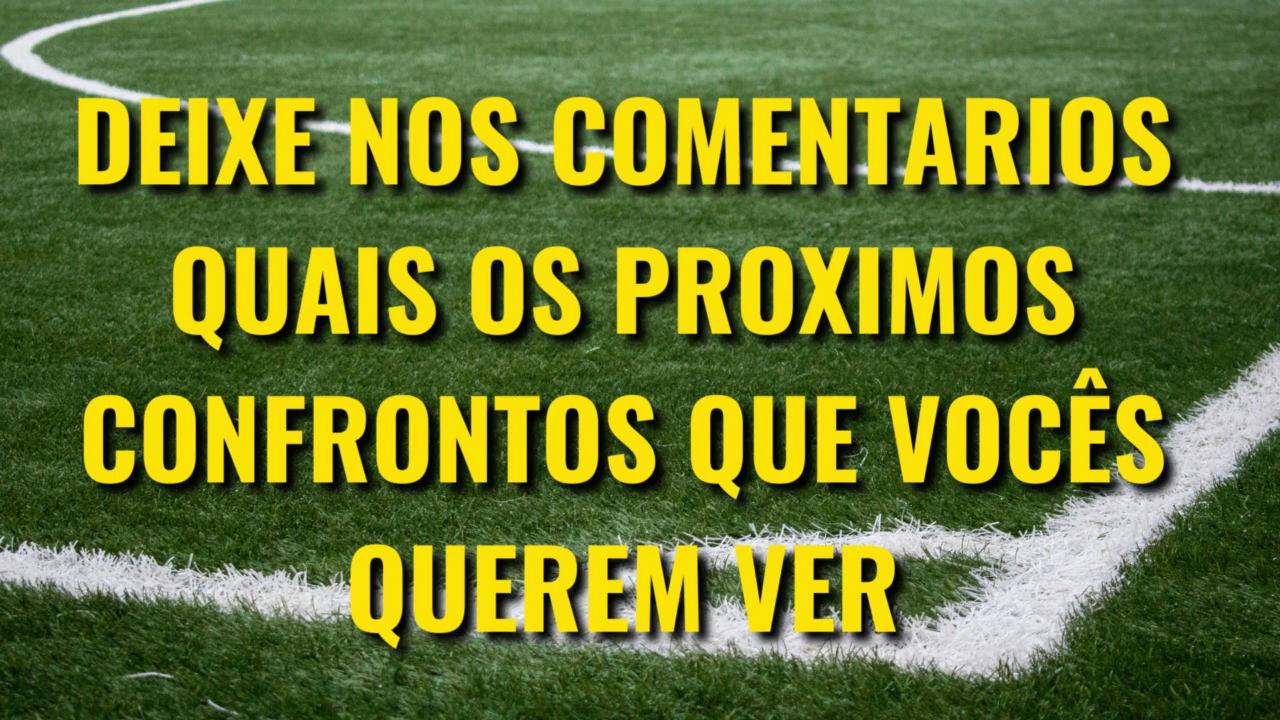 DEIXE NOS COMENTARIOS
QUAIS OS PROXIMOS
CONFRONTOS QUE VOCÊS
QUEREM VER